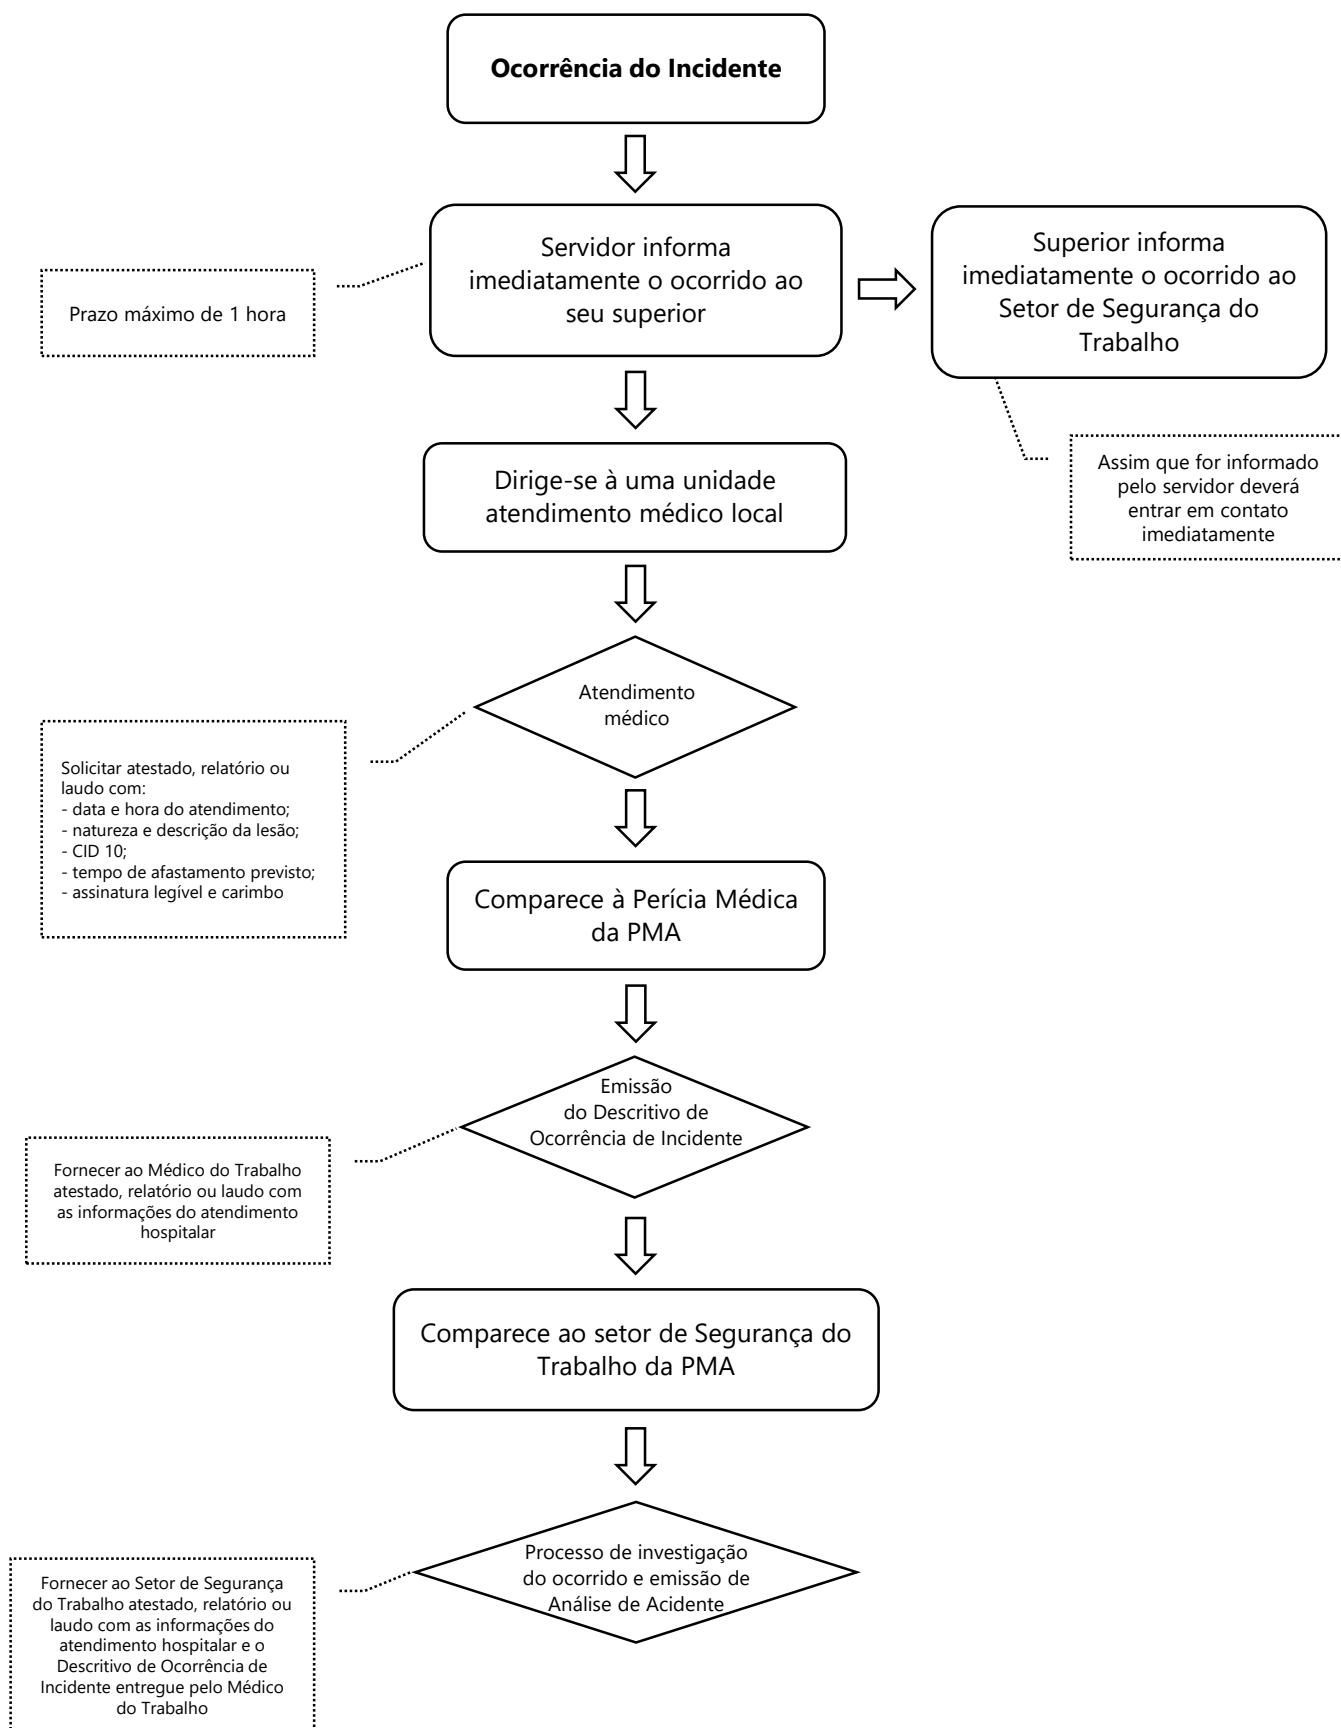 Ocorrência do Incidente
Servidor informa
imediatamente o ocorrido ao
seu superior
Superior informa
imediatamente o ocorrido ao
Setor de Segurança do
Trabalho
Prazo máximo de 1 hora
Assim que for informado
pelo servidor deverá
entrar em contato
imediatamente
Dirige-se à uma unidade
atendimento médico local
Atendimento
médico
Solicitar atestado, relatório ou
laudo com:
- data e hora do atendimento;
- natureza e descrição da lesão;
- CID 10;
- tempo de afastamento previsto;
- assinatura legível e carimbo
Comparece à Perícia Médica
da PMA
Emissão
do Descritivo de
Ocorrência de Incidente
Fornecer ao Médico do Trabalho
atestado, relatório ou laudo com
as informações do atendimento
hospitalar
Comparece ao setor de Segurança do
Trabalho da PMA
Processo de investigação
do ocorrido e emissão de
Análise de Acidente
Fornecer ao Setor de Segurança
do Trabalho atestado, relatório ou
laudo com as informações do
atendimento hospitalar e o
Descritivo de Ocorrência de
Incidente entregue pelo Médico
do Trabalho